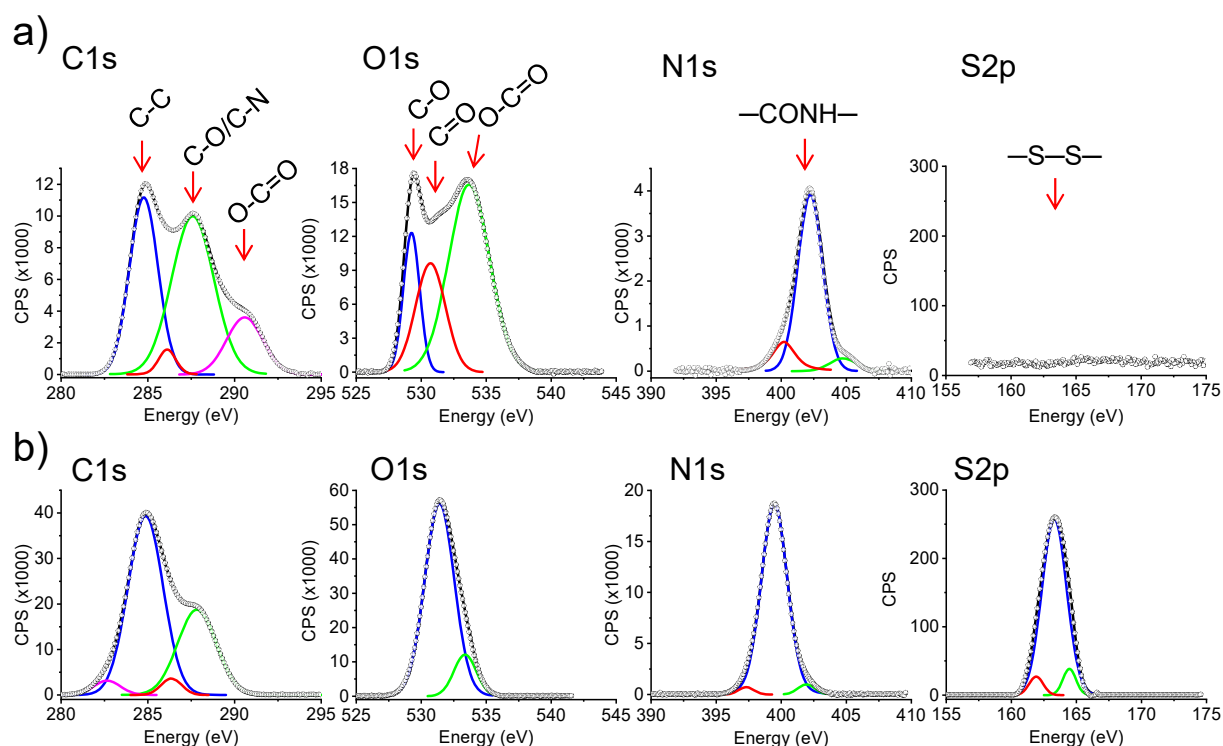 a)
C1s
O1s
N1s
S2p
C-C
C-O/C-N
O-C=O
C-O
C=O
O-C=O
—CONH—
—S—S—
CPS (x1000)
12
10
8
6
4
2
0
280 285 290 295
Energy (eV)
CPS (x1000)
18
15
12
9
6
3
0
525 530 535 540 545
Energy (eV)
CPS (x1000)
4
3
2
1
0
390 395 400 405 410
Energy (eV)
CPS
300
200
100
0
155 160 165 170 175
Energy (eV)
b)
C1s
O1s
N1s
S2p
CPS (x1000)
40
30
20
10
0
280 285 290 295
Energy (eV)
CPS (x1000)
60
50
40
30
20
10
0
525 530 535 540 545
Energy (eV)
CPS (x1000)
20
15
10
5
0
390 395 400 405 410
Energy (eV)
CPS
300
200
100
0
155 160 165 170 175
Energy (eV)